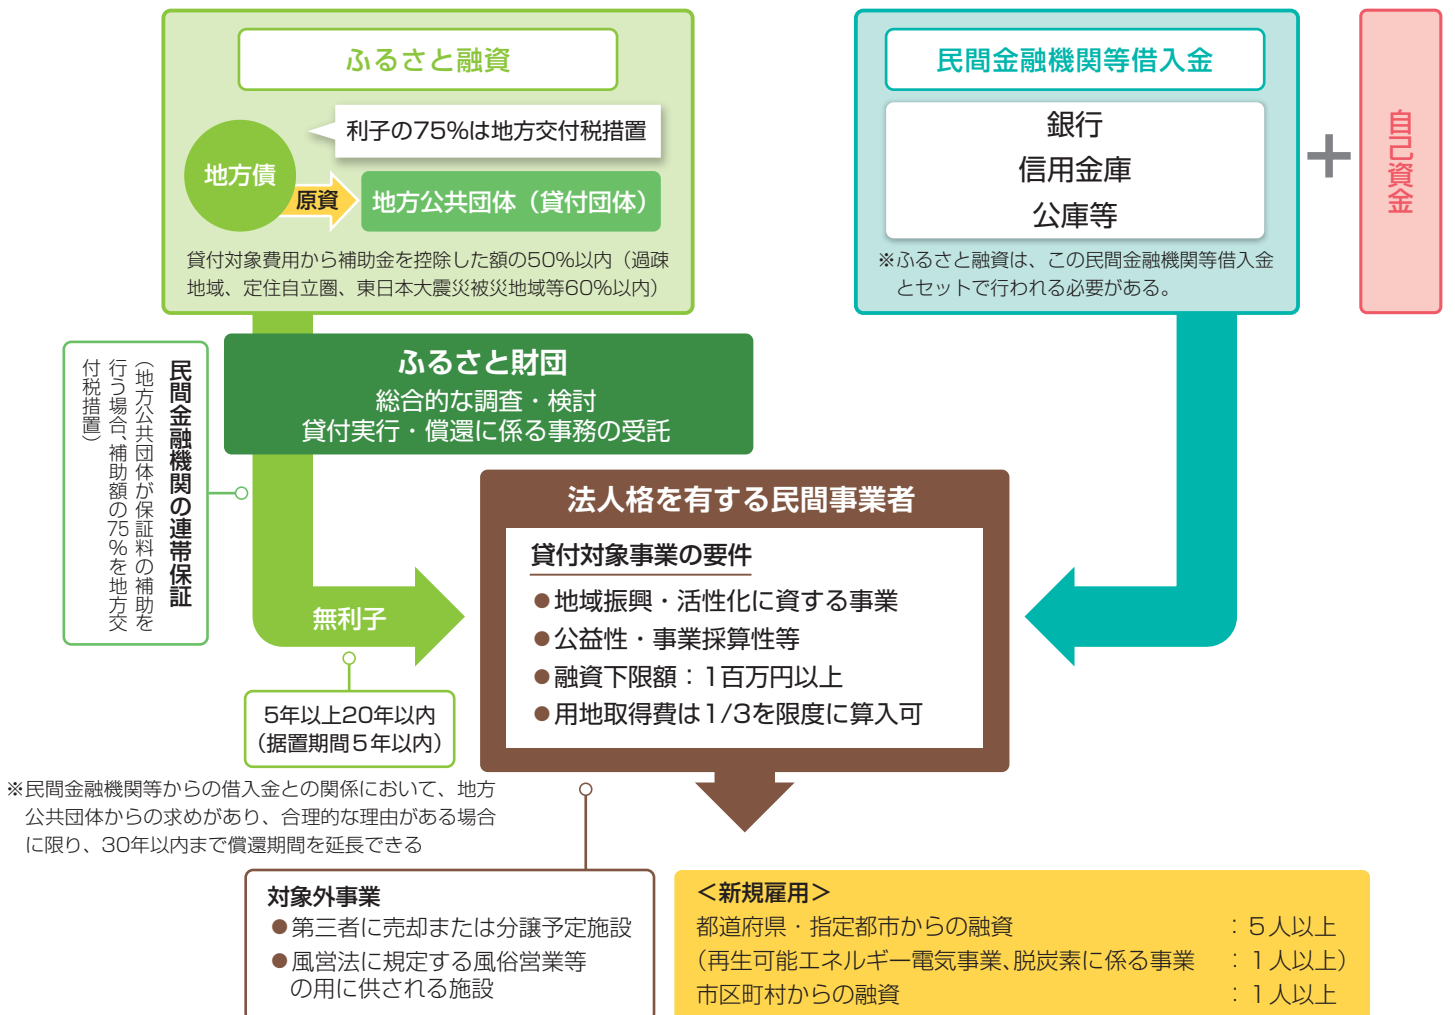 ふるさと融資
利子の75%は地方交付税措置
地方債
原資
地方公共団体（貸付団体）
貸付対象費用から補助金を控除した額の50%以内（過疎
地域、定住自立圏、東日本大震災被災地域等60%以内）
民間金融機関等借入金
銀行
信用金庫
公庫等
※ふるさと融資は、この民間金融機関等借入金
とセットで行われる必要がある。
＋
自己資金
ふるさと財団
総合的な調査・検討
貸付実行・償還に係る事務の受託
民間金融機関の連帯保証
（地方公共団体が保証料の補助を
行う場合、補助額の75%を地方交
付税措置）
無利子
5年以上20年以内
（据置期間5年以内）
※民間金融機関等からの借入金との関係において、地方
公共団体からの求めがあり、合理的な理由がある場合
に限り、30年以内まで償還期間を延長できる
法人格を有する民間事業者
貸付対象事業の要件
●地域振興・活性化に資する事業
●公益性・事業採算性等
●融資下限額：1百万円以上
●用地取得費は1/3を限度に算入可
対象外事業
●第三者に売却または分譲予定施設
●風営法に規定する風俗営業等
の用に供される施設
＜新規雇用＞
都道府県・指定都市からの融資：5人以上
（再生可能エネルギー電気事業、脱炭素に係る事業：1人以上）
市区町村からの融資：1人以上